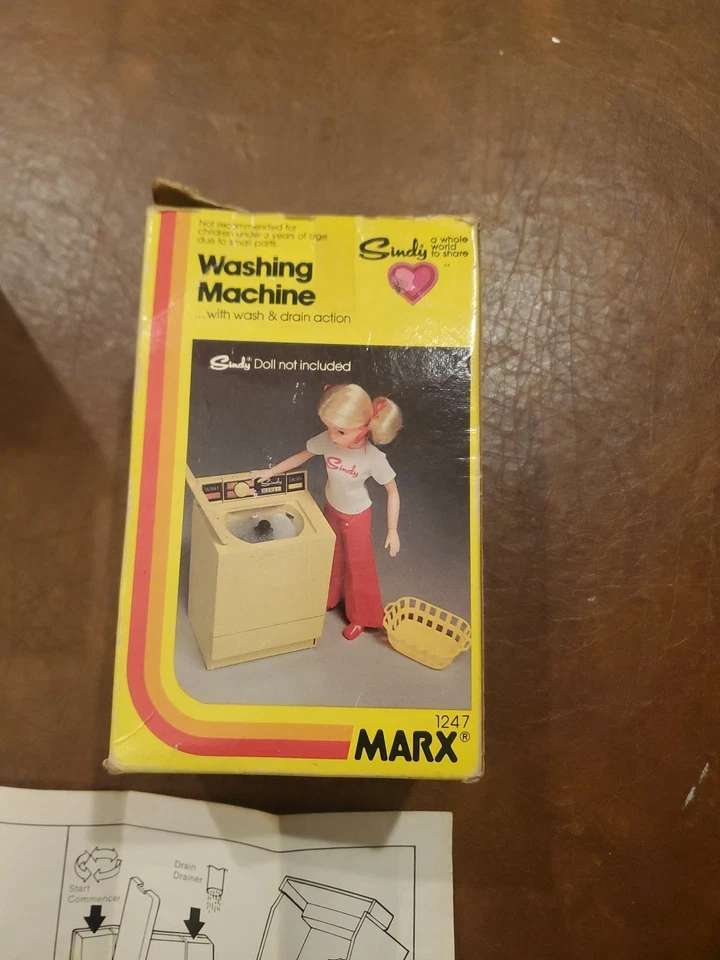 Not recommended for
children under 3 years of age
due to small parts.
Sindy a whole
world
to share
Washing
Machine
...with wash & drain action
Sindy® Doll not included
Sindy
Sindy
1247
MARX®
Drain
Drainer
Start
Commencer